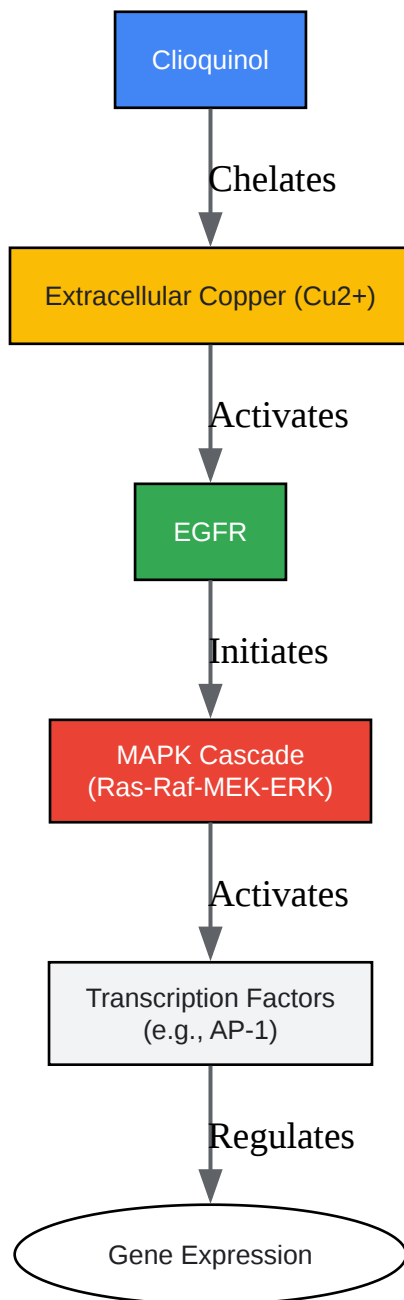 Clioquinol
Chelates
Extracellular Copper (Cu2+)
Activates
EGFR
Initiates
MAPK Cascade
(Ras-Raf-MEK-ERK)
Activates
Transcription Factors
(e.g., AP-1)
Regulates
Gene Expression